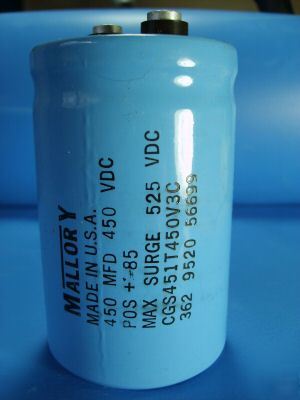 MALLORY
MADE IN U.S.A.
450 MFD 450 VDC
POS + -85
MAX SURGE 525 VDC
CGS451T450V3C
362 9520 56699